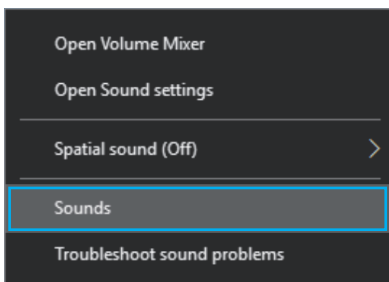 Open Volume Mixer
Open Sound settings
Spatial sound (Off)
Sounds
Troubleshoot sound problems